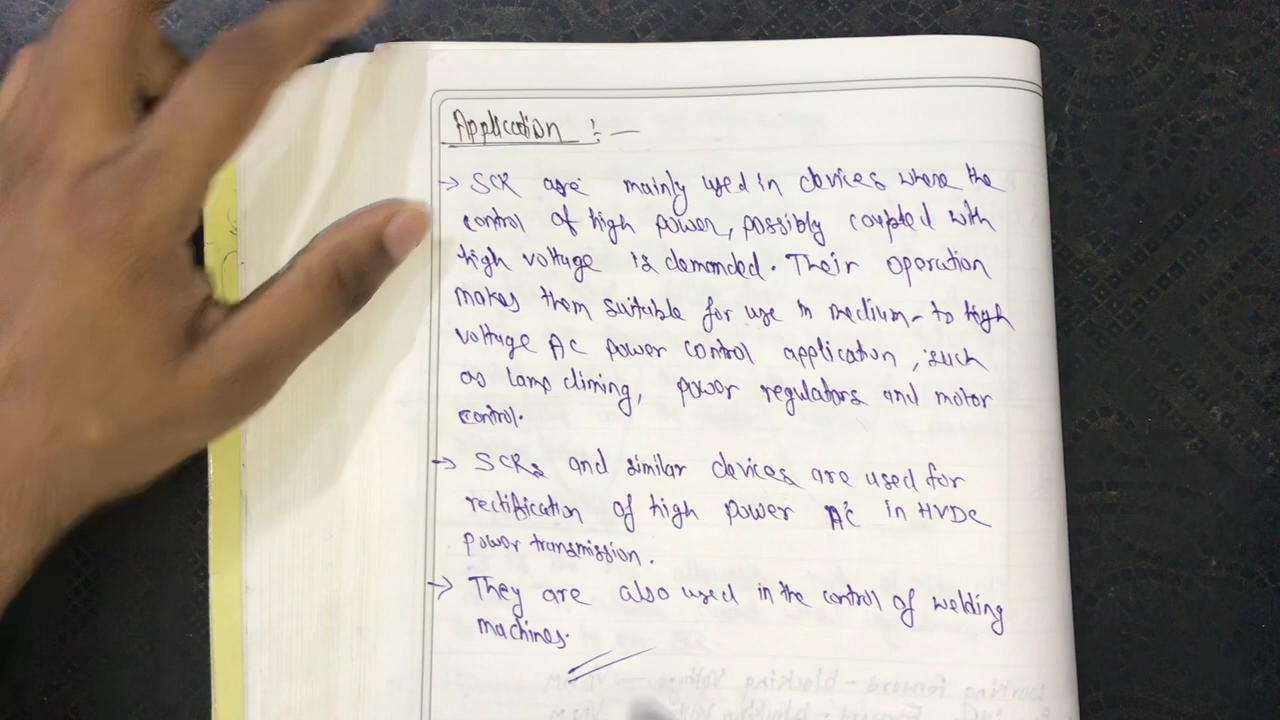 Application :-
→ SCR are mainly used in devices where the
control of high power, possibly coupled with
high voltage is demanded. Their operation
makes them suitable for use in medium- to high
voltage AC power control application, such
as lamp diming, power regulators and motor
control.
→ SCRs and similar devices are used for
rectification of high power AC in HVDC
power transmission.
→ They are also used in the control of welding
machines.